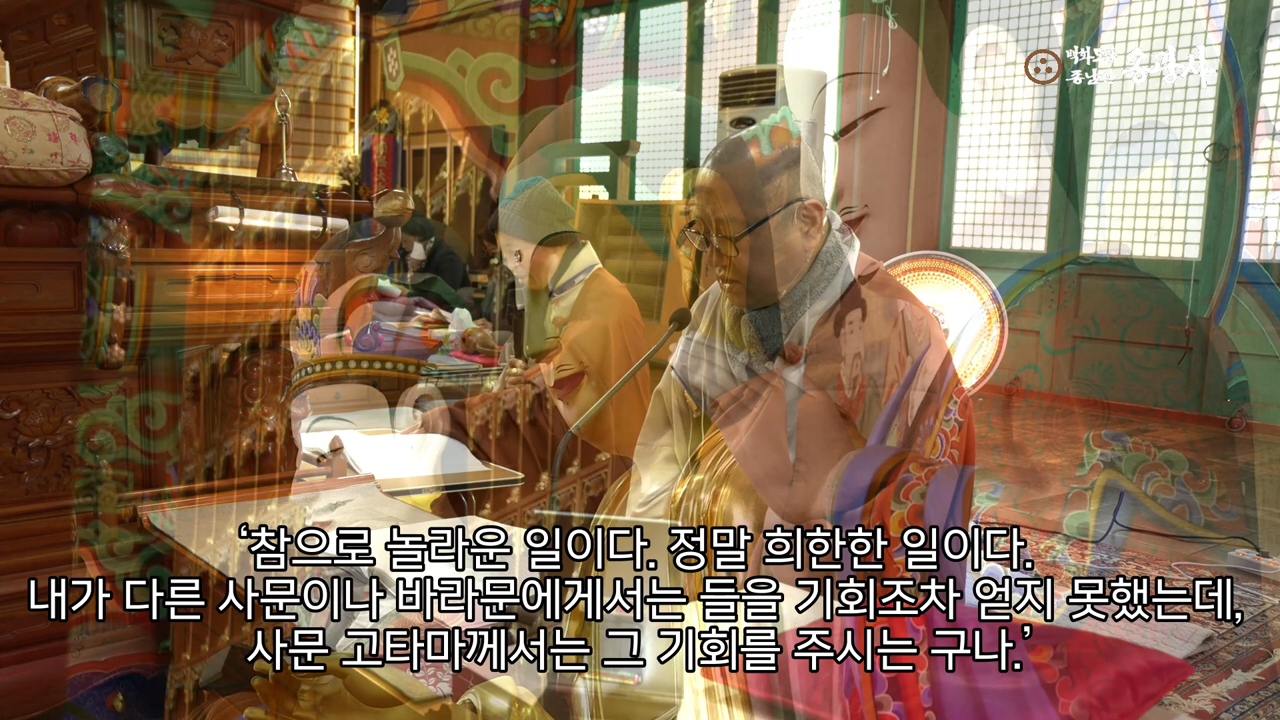 송광사
‘참으로 놀라운 일이다. 정말 희한한 일이다.
내가 다른 사문이나 바라문에게서는 들을 기회조차 얻지 못했는데,
사문 고타마께서는 그 기회를 주시는 구나.’